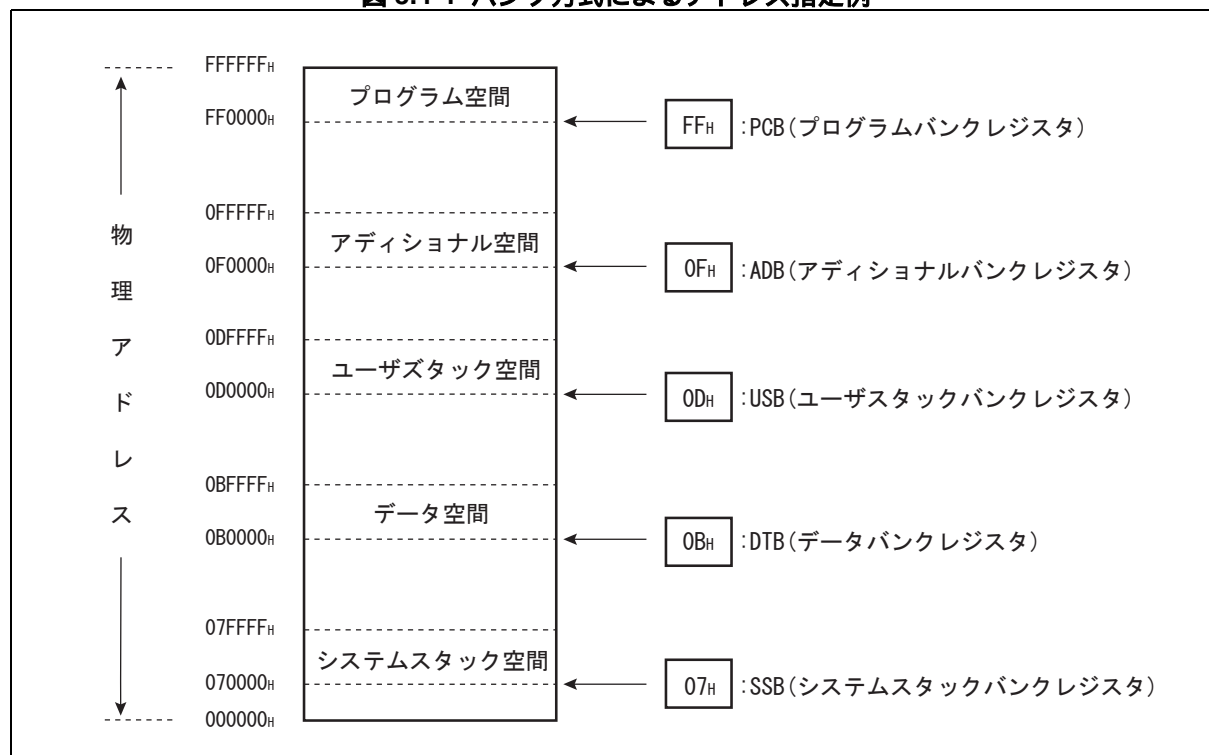 FFFFFFH
プログラム空間
FF0000H
FFH :PCB(プログラムバンクレジスタ)
0FFFFFH
アディショナル空間
0F0000H
0FH :ADB(アディショナルバンクレジスタ)
0DFFFFH
ユーザズタック空間
0D0000H
0DH :USB(ユーザスタックバンクレジスタ)
0BFFFFH
データ空間
0B0000H
0BH :DTB(データバンクレジスタ)
07FFFFH
システムスタック空間
070000H
07H :SSB(システムスタックバンクレジスタ)
000000H
物理アドレス